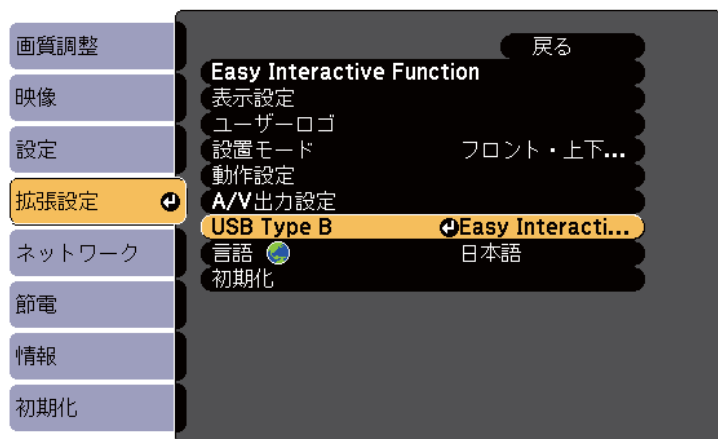 画質調整
映像
設定
拡張設定
ネットワーク
節電
情報
初期化
戻る
Easy Interactive Function
表示設定
ユーザーロゴ
設置モード フロント・上下...
動作設定
A/V出力設定
USB Type B Easy Interacti...
言語 日本語
初期化